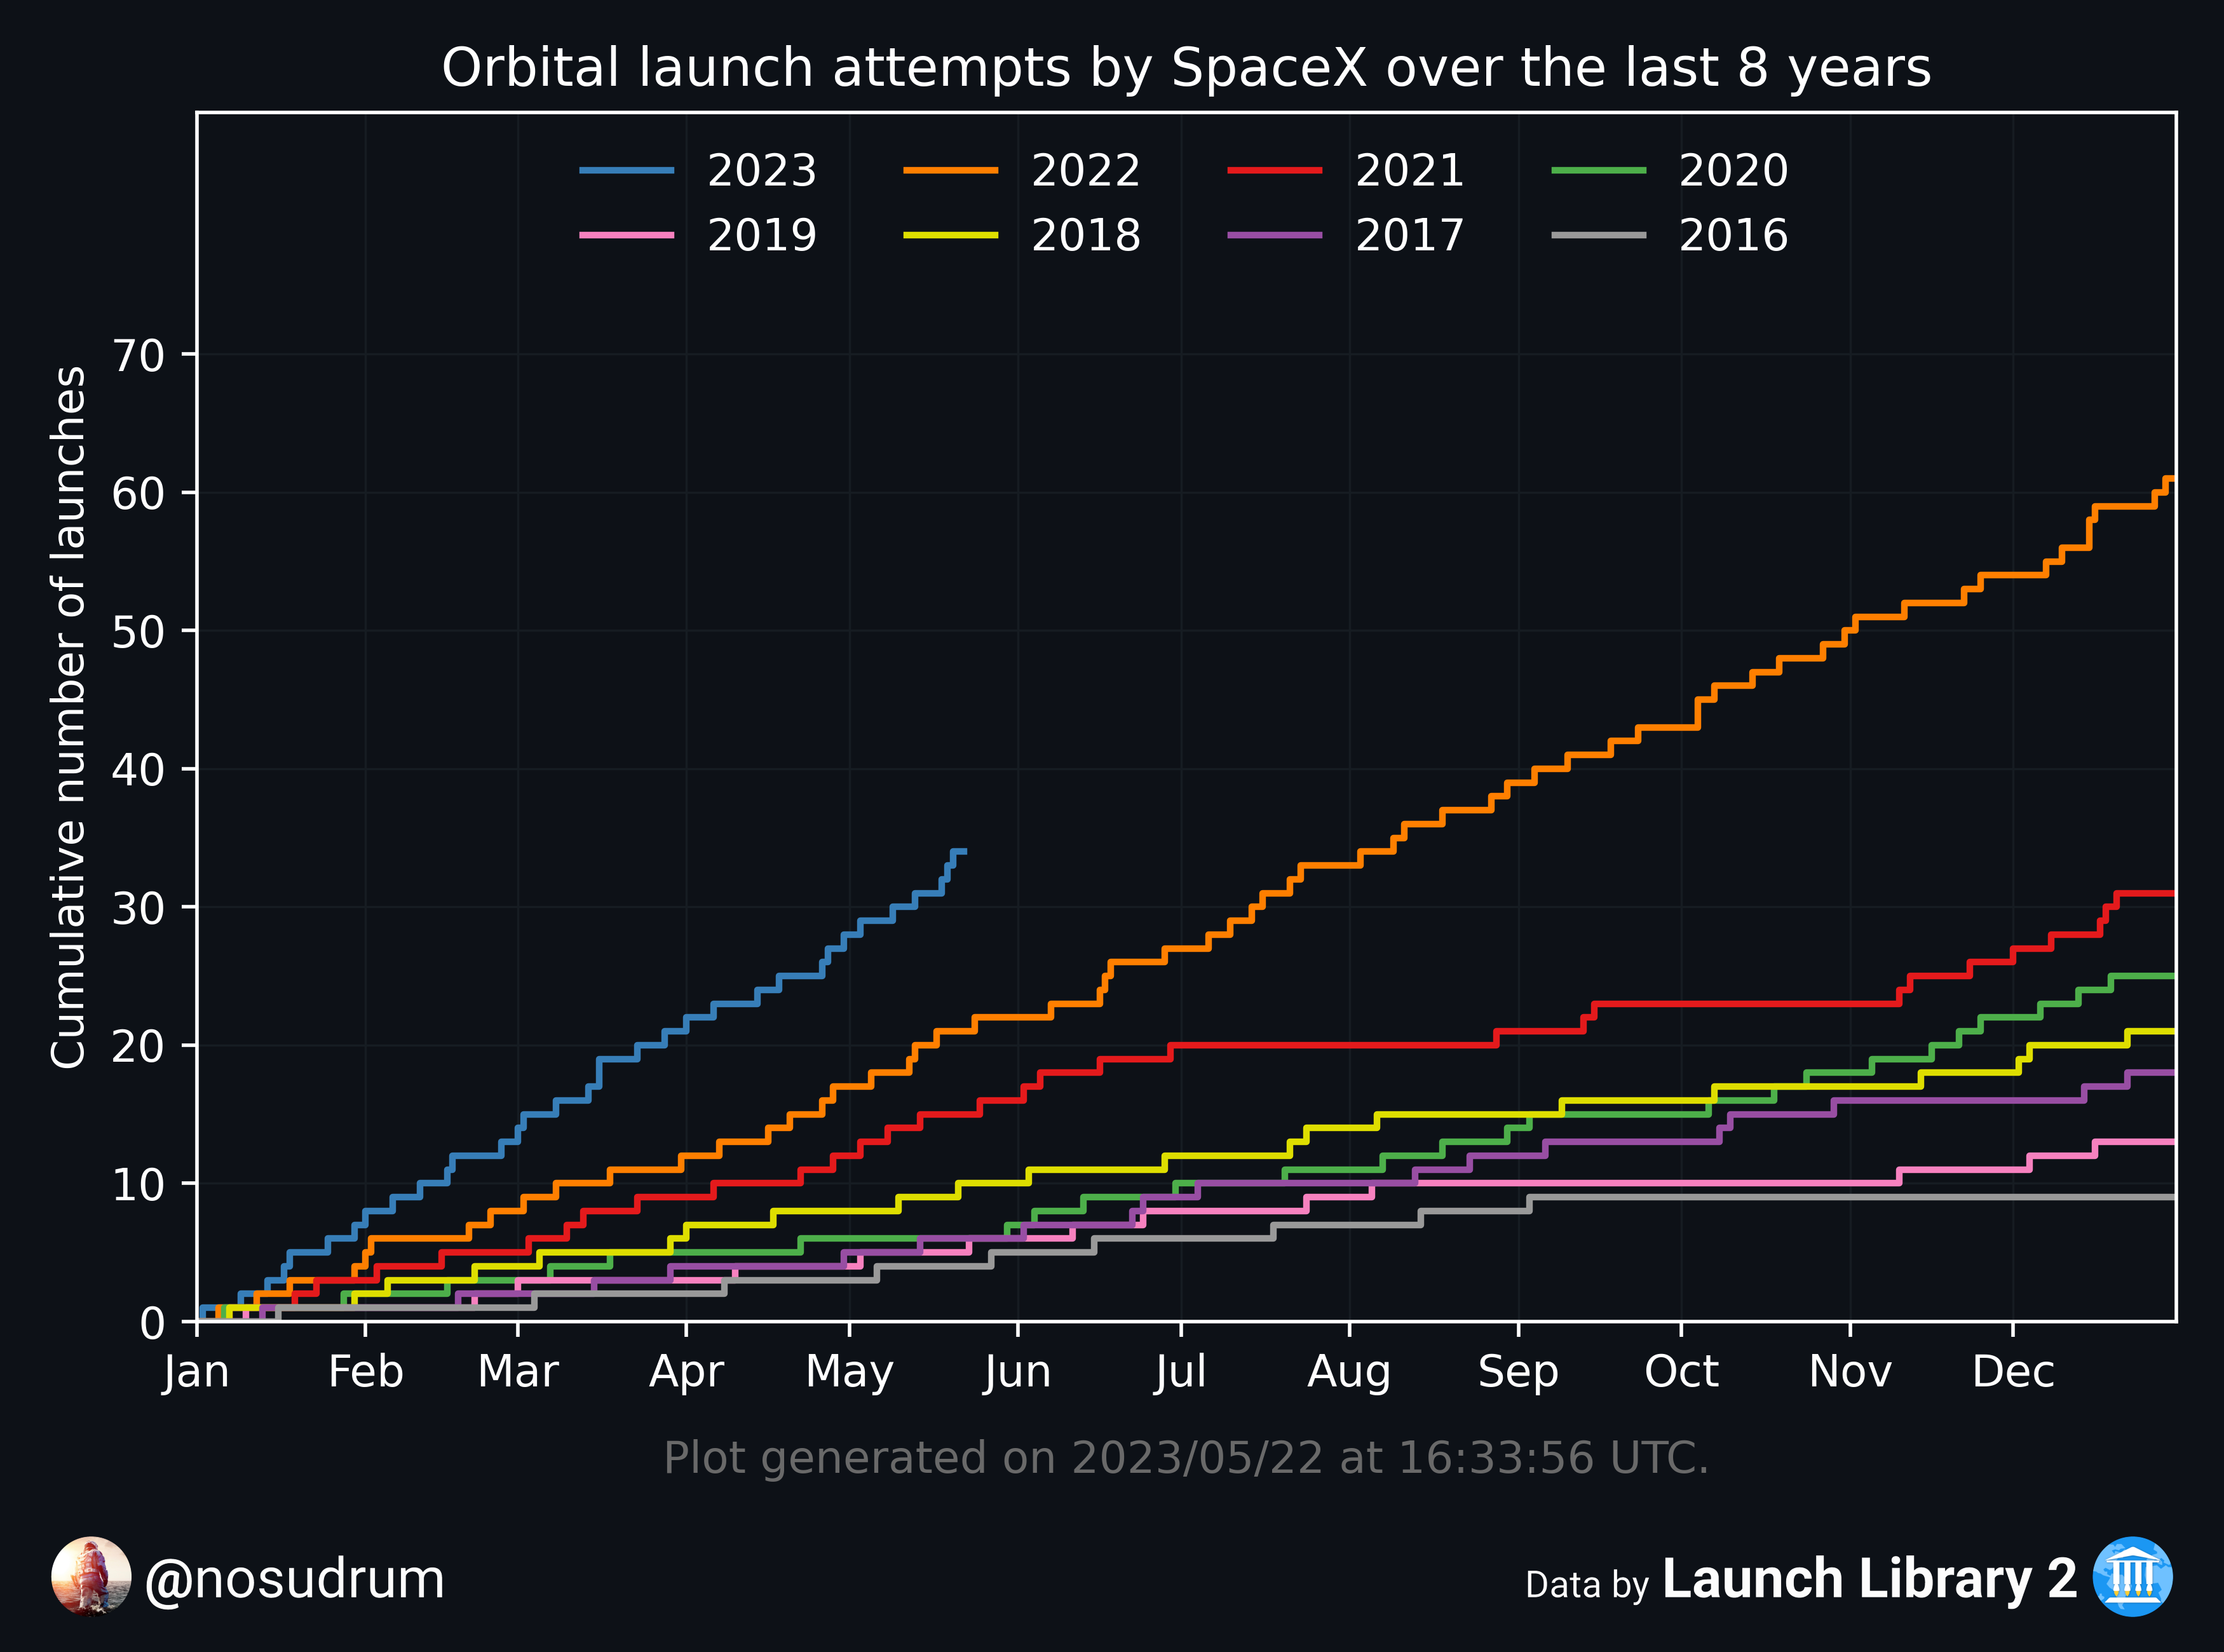 Orbital launch attempts by SpaceX over the last 8 years
2023 2022 2021 2020
2019 2018 2017 2016
Cumulative number of launches
70
60
50
40
30
20
10
0
Jan Feb Mar Apr May Jun Jul Aug Sep Oct Nov Dec
Plot generated on 2023/05/22 at 16:33:56 UTC.
@nosudrum
Data by Launch Library 2